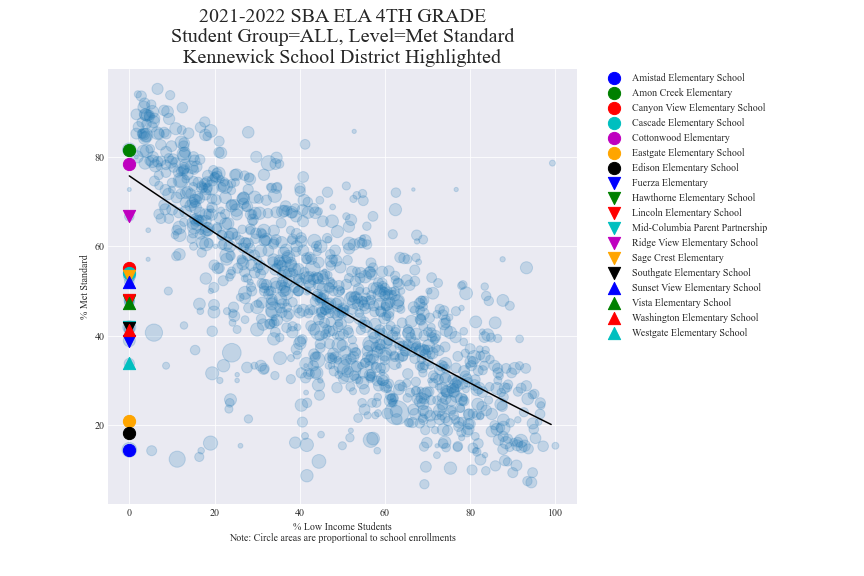 2021-2022 SBA ELA 4TH GRADE
Student Group=ALL, Level=Met Standard
Kennewick School District Highlighted
% Met Standard
80
60
40
20
0
20
40
60
80
100
% Low Income Students
Note: Circle areas are proportional to school enrollments
Amistad Elementary School
Amon Creek Elementary
Canyon View Elementary School
Cascade Elementary School
Cottonwood Elementary
Eastgate Elementary School
Edison Elementary School
Fuerza Elementary
Hawthorne Elementary School
Lincoln Elementary School
Mid-Columbia Parent Partnership
Ridge View Elementary School
Sage Crest Elementary
Southgate Elementary School
Sunset View Elementary School
Vista Elementary School
Washington Elementary School
Westgate Elementary School